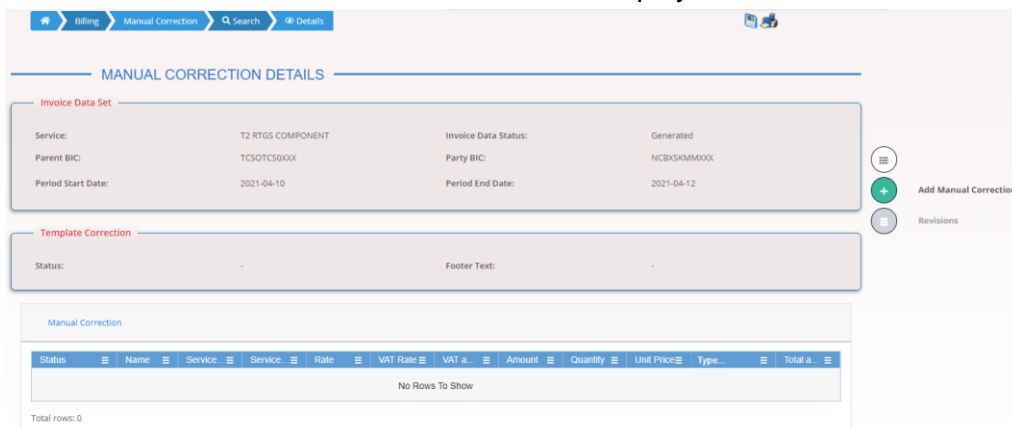 Billing Manual Correction Search Details
MANUAL CORRECTION DETAILS
Invoice Data Set
Service: T2 RTGS COMPONENT Invoice Data Status: Generated
Parent BIC: TCSOTCS0XXX Party BIC: NCBXSKMMXXX
Period Start Date: 2021-04-10 Period End Date: 2021-04-12
Add Manual Correction
Revisions
Template Correction
Status: - Footer Text: -
Manual Correction
Status Name Service... Service... Rate VAT Rate VAT a... Amount Quantity Unit Price Type... Total a...
No Rows To Show
Total rows: 0